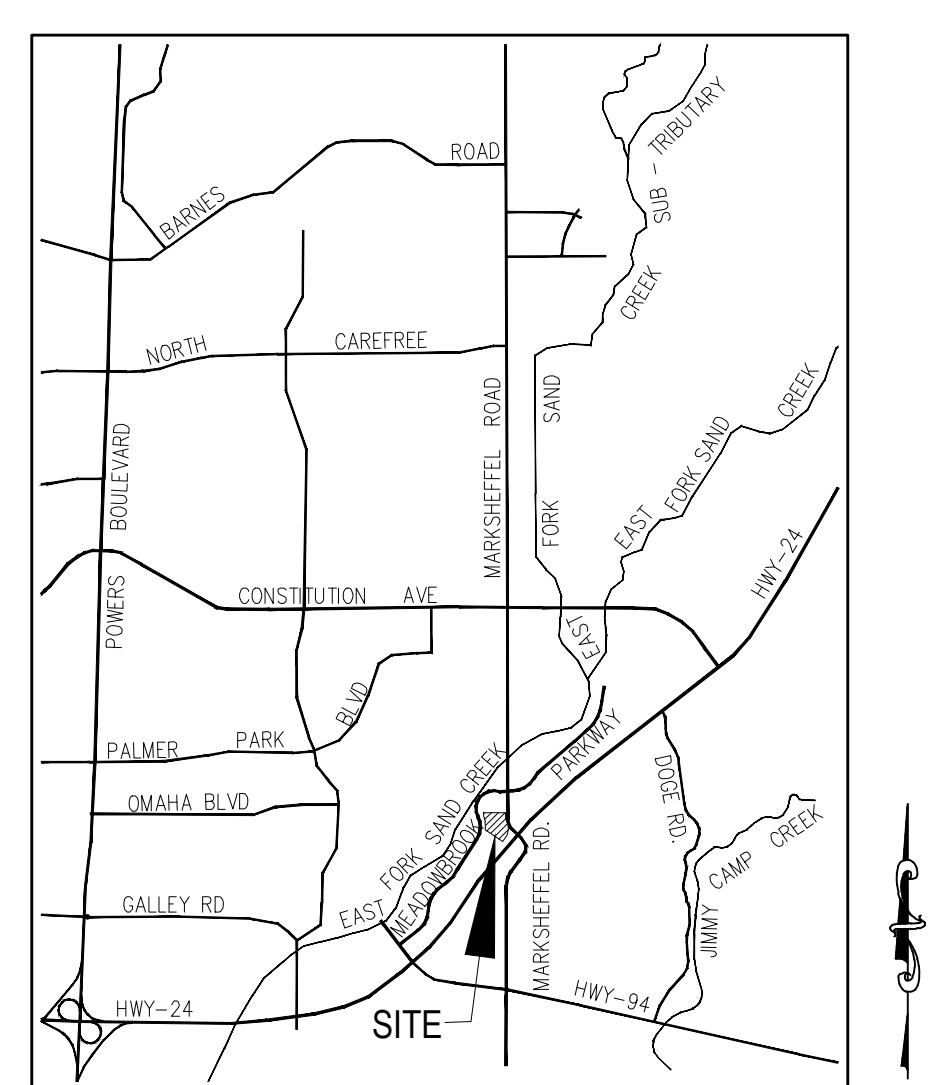 ROAD
BARNES
SUB - TRIBUTARY
CREEK
NORTH CAREFREE
MARKSHEFFEL ROAD
FORK SAND
EAST
EAST FORK SAND CREEK
HWY-24
POWERS BOULEVARD
CONSTITUTION AVE
PALMER PARK BLVD
OMAHA BLVD
GALLEY RD
EAST FORK SAND CREEK
MEADOWBROOK PARKWAY
MARKSHEFFEL RD.
DOGE RD.
JIMMY CAMP CREEK
HWY-94
HWY-24
SITE